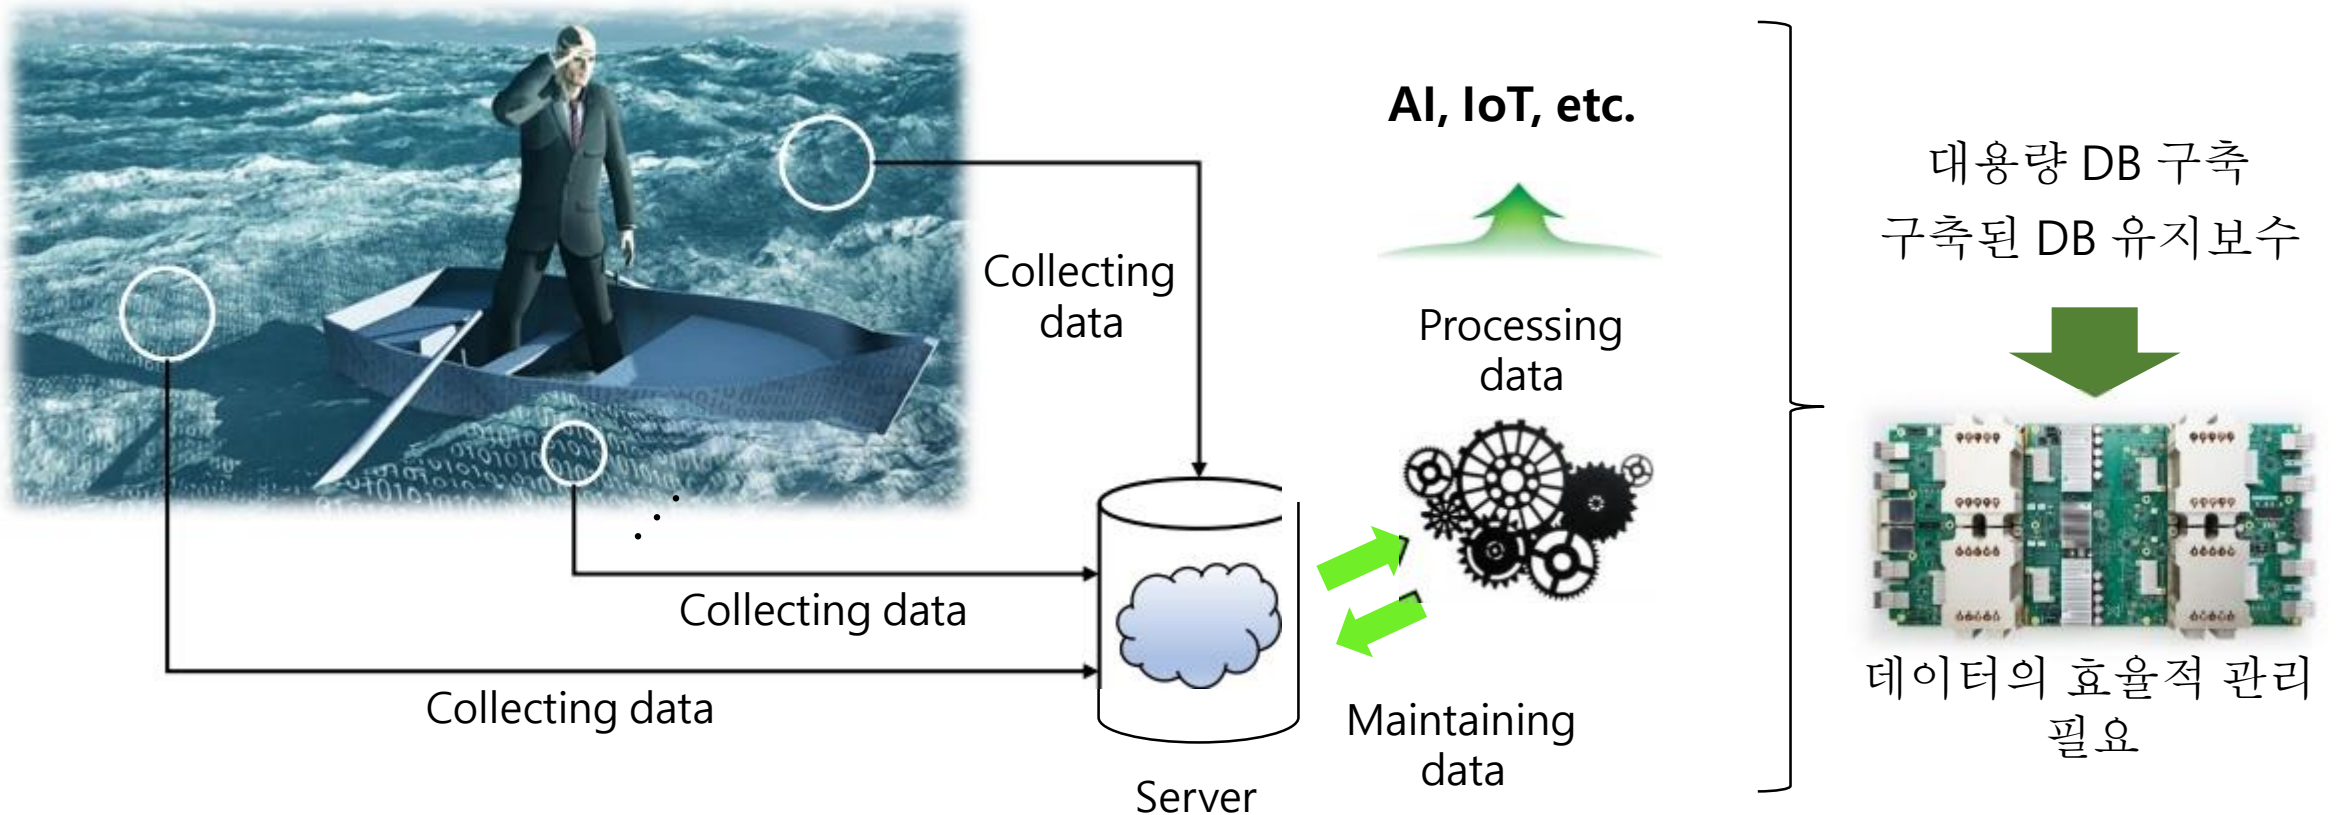 AI, IoT, etc.
Collecting
data
Processing
data
Collecting data
Collecting data
Server
Maintaining
data
대용량 DB 구축
구축된 DB 유지보수
데이터의 효율적 관리
필요